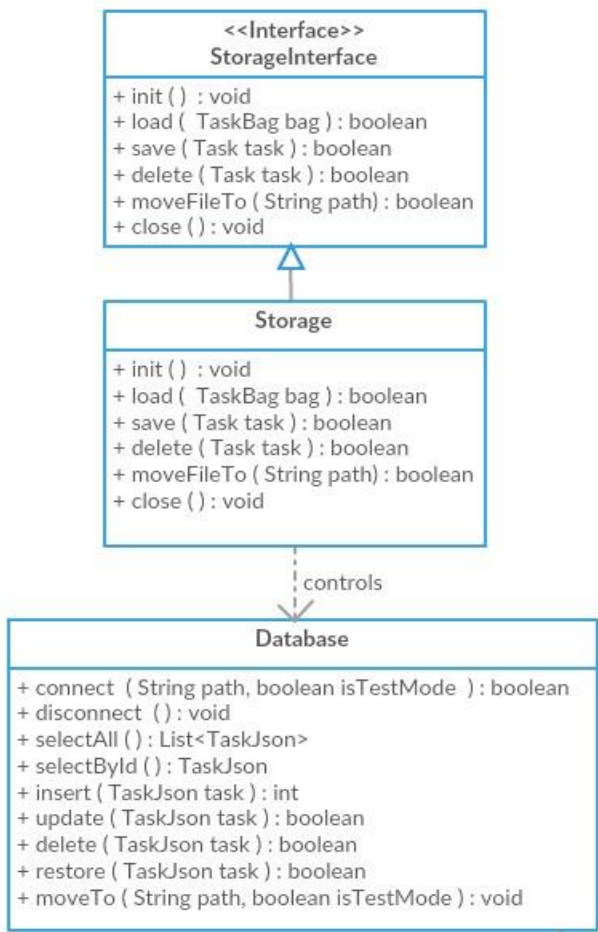 <<Interface>>
StorageInterface
+ init ( ) : void
+ load ( TaskBag bag ) : boolean
+ save ( Task task ) : boolean
+ delete ( Task task ) : boolean
+ moveFileTo ( String path) : boolean
+ close ( ) : void
Storage
+ init ( ) : void
+ load ( TaskBag bag ) : boolean
+ save ( Task task ) : boolean
+ delete ( Task task ) : boolean
+ moveFileTo ( String path) : boolean
+ close ( ) : void
controls
Database
+ connect ( String path, boolean isTestMode ) : boolean
+ disconnect ( ) : void
+ selectAll ( ) : List<TaskJson>
+ selectById ( ) : TaskJson
+ insert ( TaskJson task ) : int
+ update ( TaskJson task ) : boolean
+ delete ( TaskJson task ) : boolean
+ restore ( TaskJson task ) : boolean
+ moveTo ( String path, boolean isTestMode ) : void